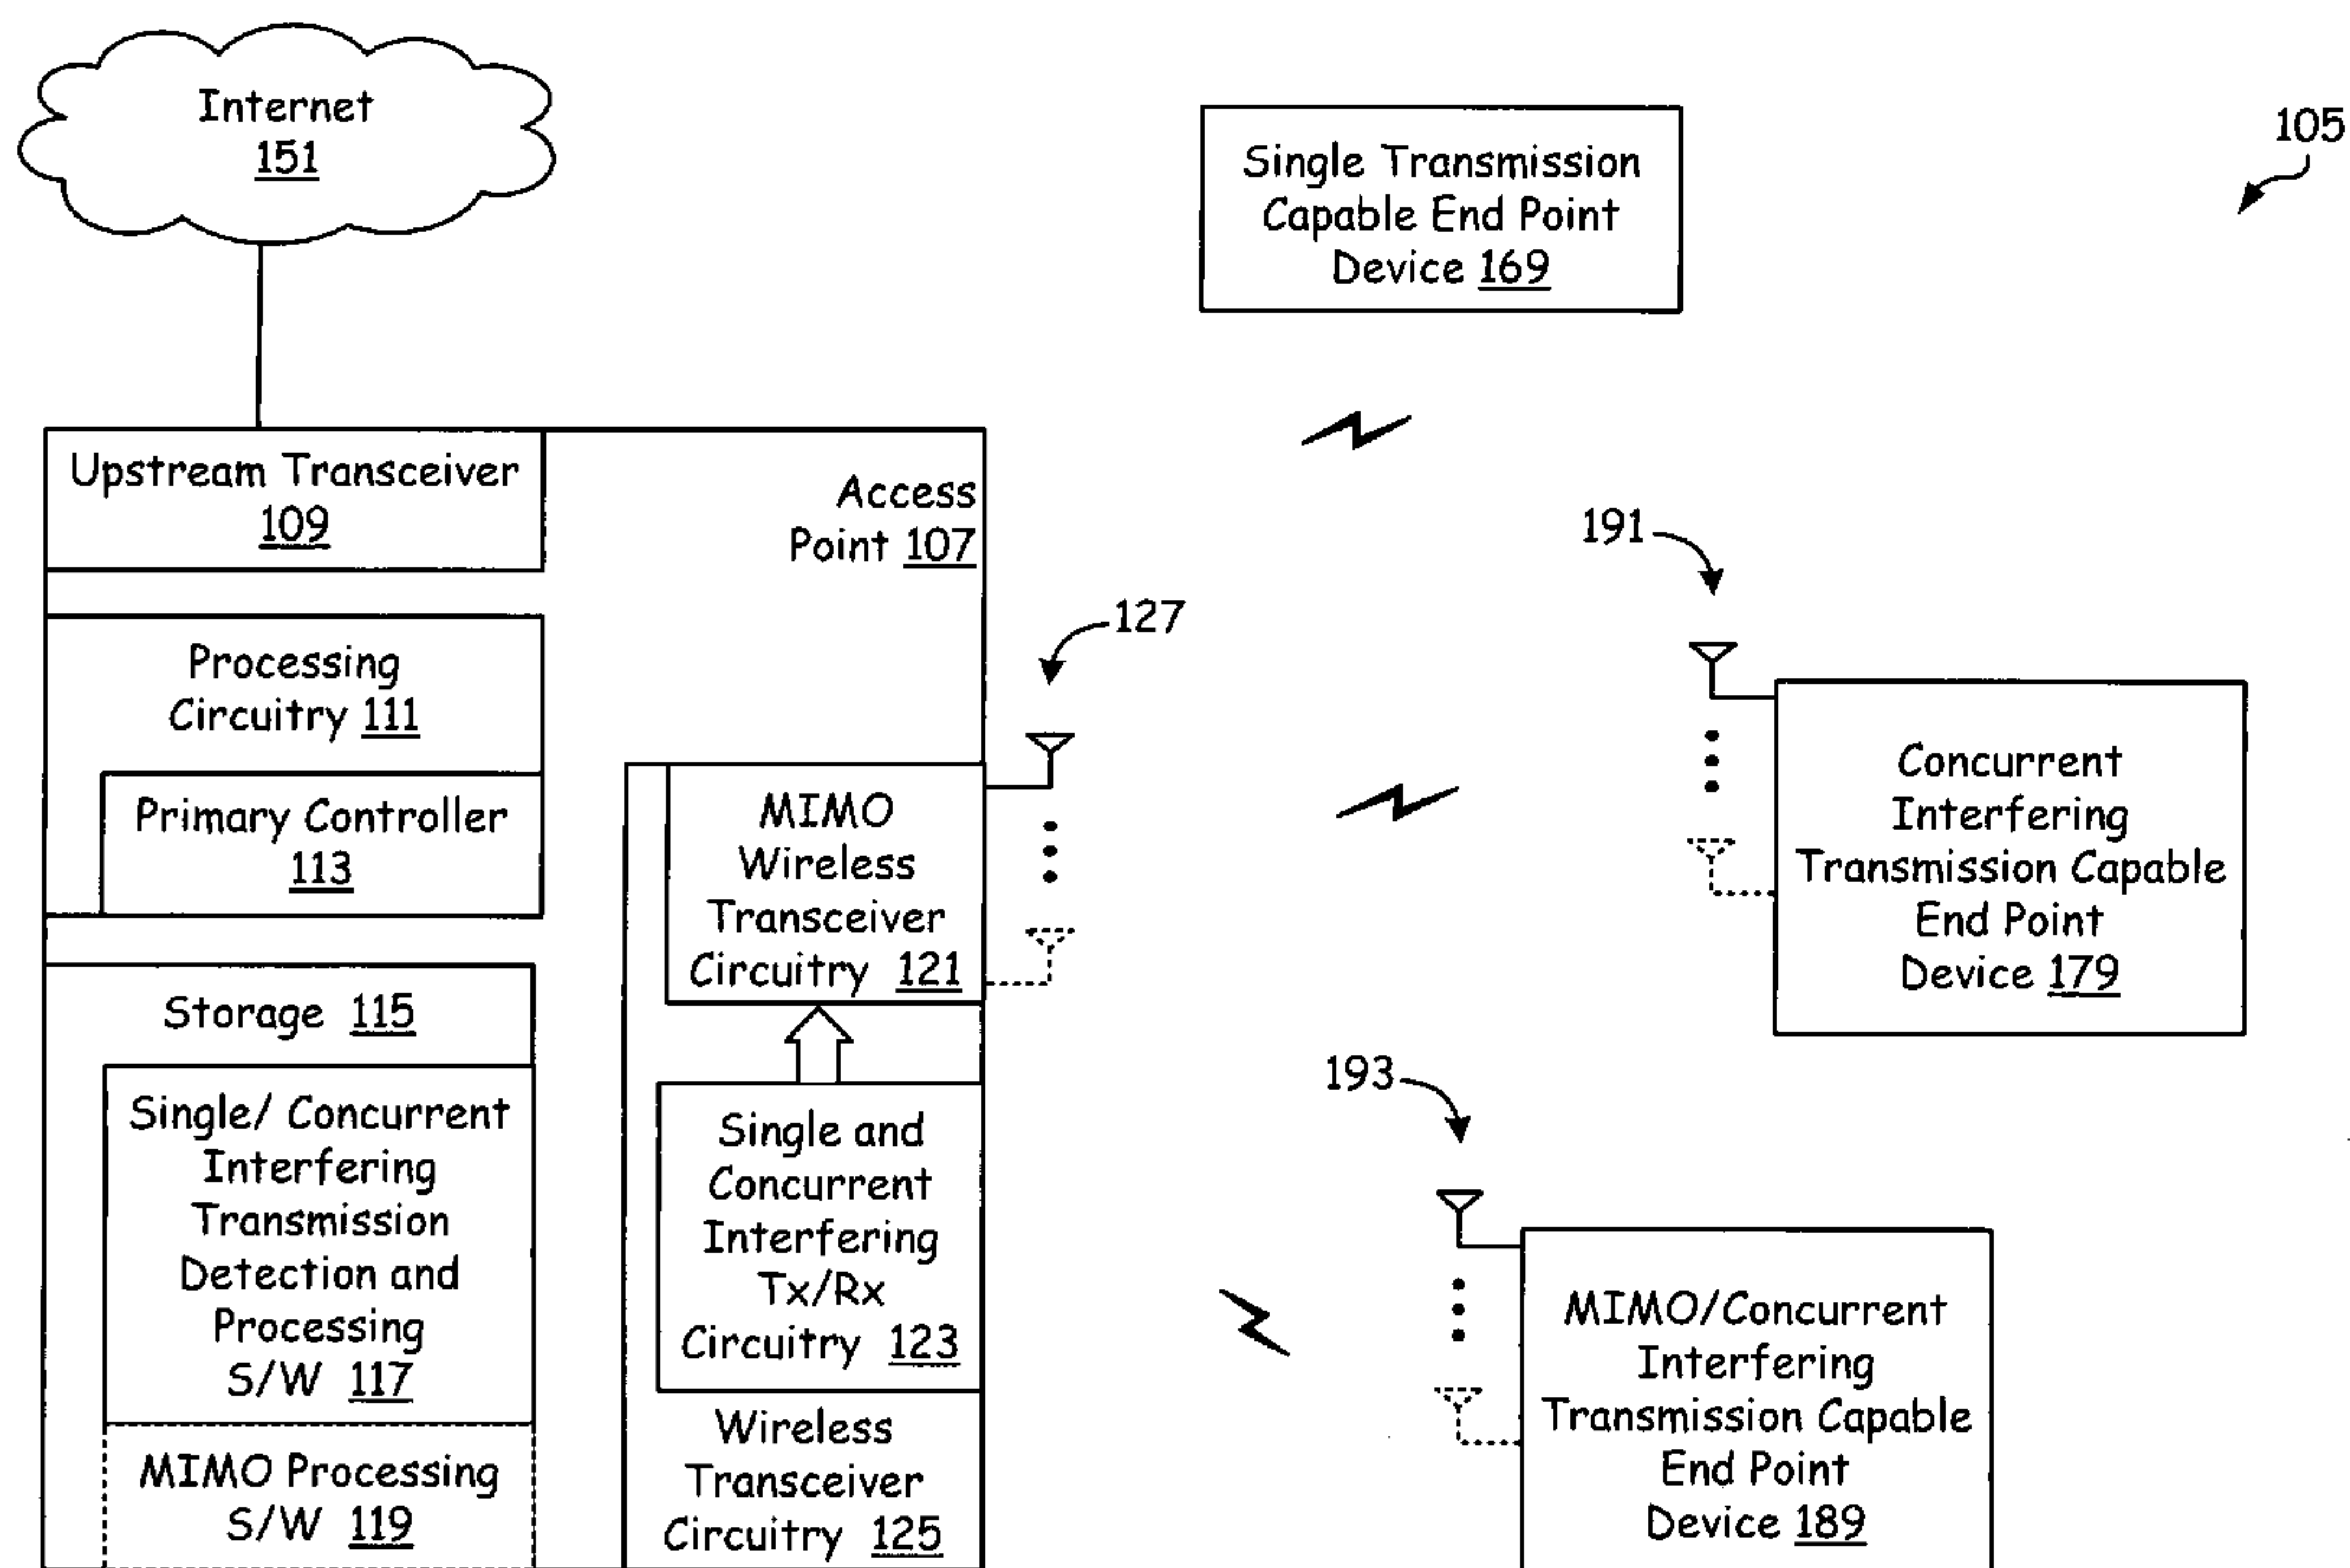 Internet
151
Single Transmission
Capable End Point
Device 169
105
Upstream Transceiver
109
Access
Point 107
Processing
Circuitry 111
Primary Controller
113
Storage 115
Single/ Concurrent
Interfering
Transmission
Detection and
Processing
S/W 117
MIMO Processing
S/W 119
127
MIMO
Wireless
Transceiver
Circuitry 121
Single and
Concurrent
Interfering
Tx/Rx
Circuitry 123
Wireless
Transceiver
Circuitry 125
191
Concurrent
Interfering
Transmission Capable
End Point
Device 179
193
MIMO/Concurrent
Interfering
Transmission Capable
End Point
Device 189